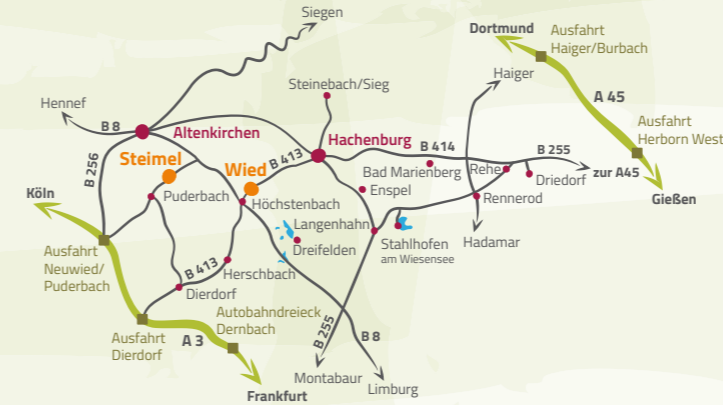 Siegen
Dortmund
Ausfahrt
Haiger/Burbach
Steinebach/Sieg
Haiger
Hennef
A 45
B 8
Altenkirchen
Ausfahrt
Herborn West
Hachenburg
B 414
B 255
Steimel
Wied
B 413
B 256
Bad Marienberg
Rehe
zur A45
Driedorf
Enspel
Köln
Puderbach
Höchstenbach
Rennerod
Gießen
Langenhahn
Ausfahrt
Neuwied/
Puderbach
Dreifelden
Stahlhofen
am Wiesensee
Hadamar
B 413
Herschbach
Dierdorf
Autobahndreieck
Dernbach
Ausfahrt
Dierdorf
A 3
B 255
B 8
Montabaur
Limburg
Frankfurt